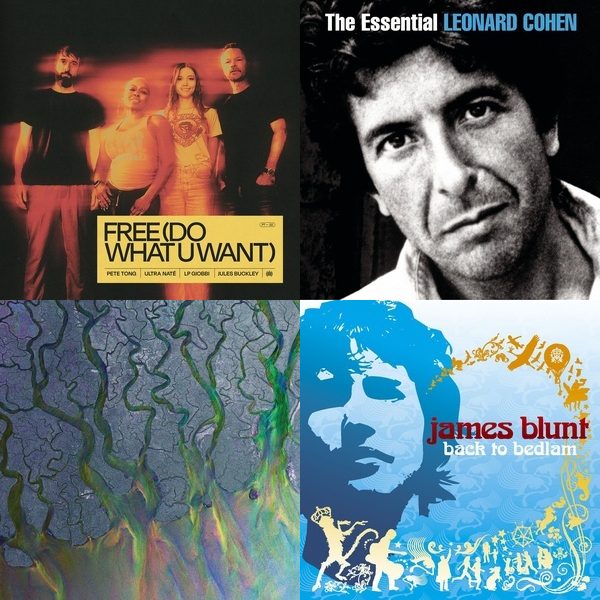 FREE(DO
WHAT U WANT)
PETE TONG ULTRA NATÉ LP GIOBBI JULES BUCKLEY
The Essential LEONARD COHEN
james blunt
back to bedlam